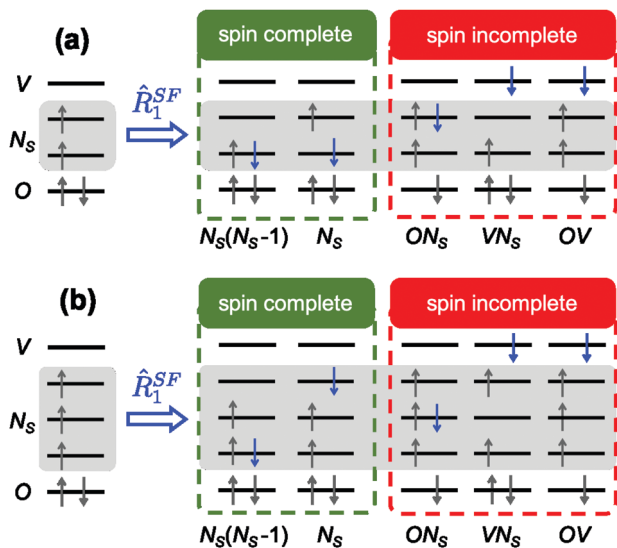 (a)
spin complete
spin incomplete
V
N_S
O
R̂₁^{SF}
N_S(N_S-1) N_S ON_S VN_S OV
(b)
spin complete
spin incomplete
V
N_S
O
R̂₁^{SF}
N_S(N_S-1) N_S ON_S VN_S OV